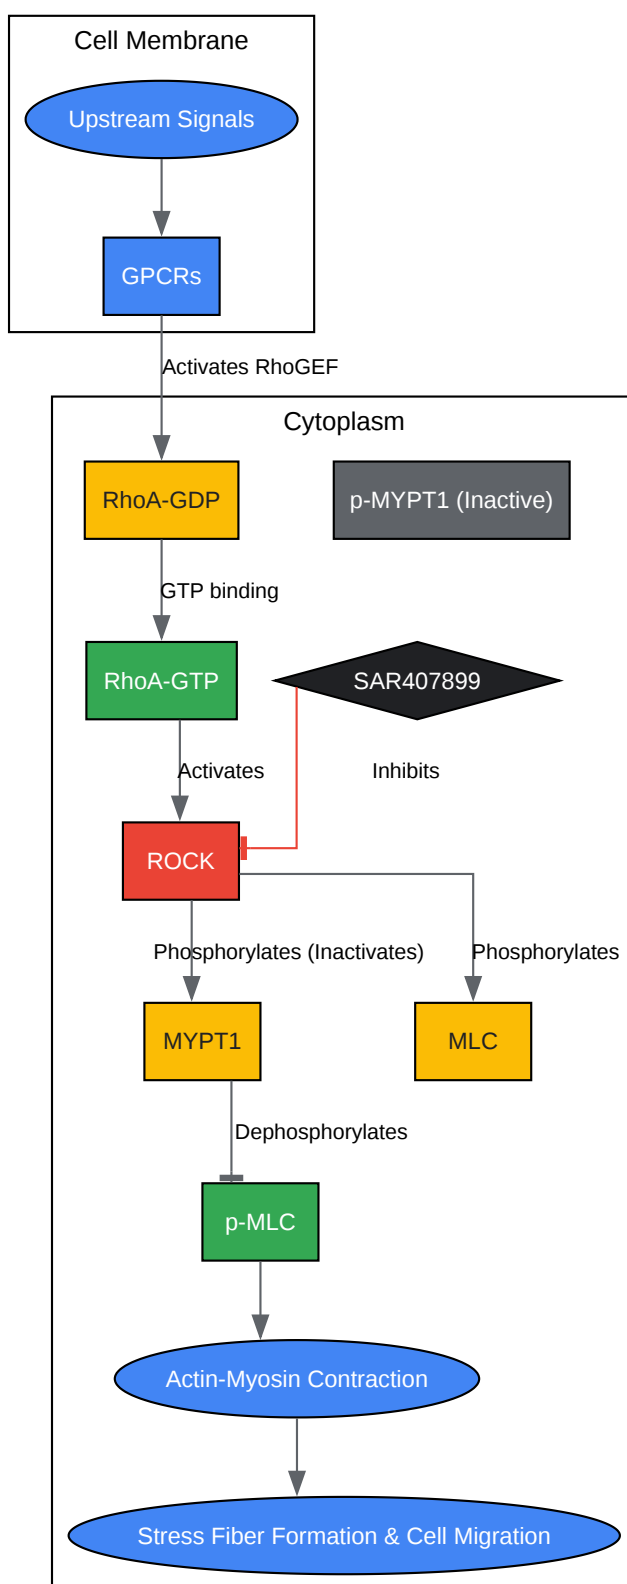 Cell Membrane
Upstream Signals
GPCRs
Activates RhoGEF
Cytoplasm
RhoA-GDP
p-MYPT1 (Inactive)
GTP binding
RhoA-GTP
SAR407899
Activates
Inhibits
ROCK
Phosphorylates (Inactivates)
Phosphorylates
MYPT1
MLC
Dephosphorylates
p-MLC
Actin-Myosin Contraction
Stress Fiber Formation & Cell Migration